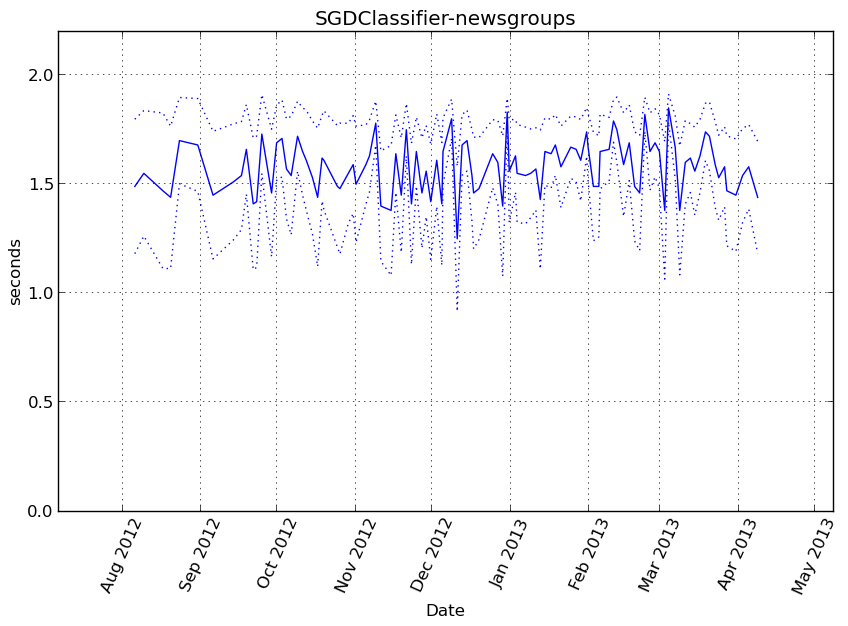 SGDClassifier-newsgroups
2.0
1.5
1.0
0.5
0.0
seconds
Aug 2012
Sep 2012
Oct 2012
Nov 2012
Dec 2012
Jan 2013
Feb 2013
Mar 2013
Apr 2013
May 2013
Date